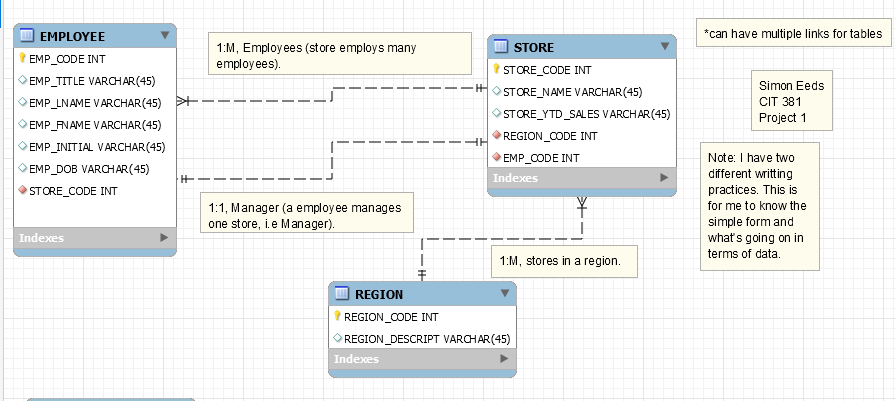 EMPLOYEE
EMP_CODE INT
EMP_TITLE VARCHAR(45)
EMP_LNAME VARCHAR(45)
EMP_FNAME VARCHAR(45)
EMP_INITIAL VARCHAR(45)
EMP_DOB VARCHAR(45)
STORE_CODE INT
Indexes
1:M, Employees (store employs many
employees).
1:1, Manager (a employee manages
one store, i.e Manager).
STORE
STORE_CODE INT
STORE_NAME VARCHAR(45)
STORE_YTD_SALES VARCHAR(45)
REGION_CODE INT
EMP_CODE INT
Indexes
1:M, stores in a region.
REGION
REGION_CODE INT
REGION_DESCRIPT VARCHAR(45)
Indexes
*can have multiple links for tables
Simon Eeds
CIT 381
Project 1
Note: I have two
different writting
practices. This is
for me to know the
simple form and
what's going on in
terms of data.